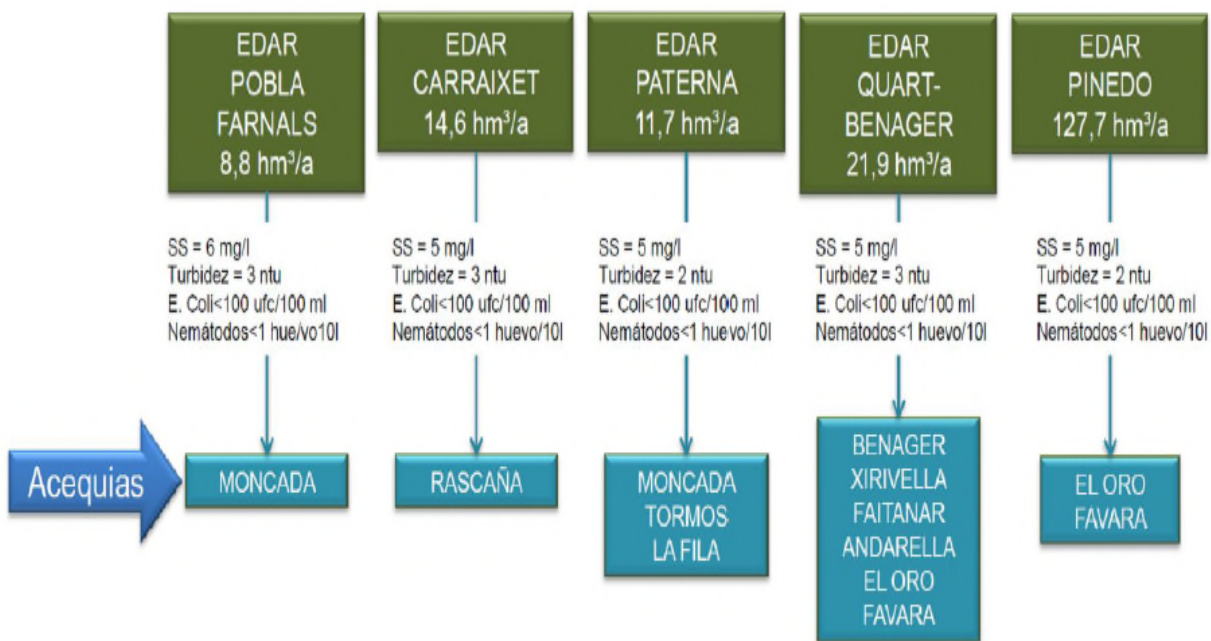 EDAR
POBLA
FARNALS
8,8 hm³/a
EDAR
CARRAIXET
14,6 hm³/a
EDAR
PATERNA
11,7 hm³/a
EDAR
QUART-
BENAGER
21,9 hm³/a
EDAR
PINEDO
127,7 hm³/a
SS = 6 mg/l
Turbidez = 3 ntu
E. Coli<100 ufc/100 ml
Nemátodos<1 hue/vo10l
SS = 5 mg/l
Turbidez = 3 ntu
E. Coli<100 ufc/100 ml
Nemátodos<1 huevo/10l
SS = 5 mg/l
Turbidez = 2 ntu
E. Coli<100 ufc/100 ml
Nemátodos<1 huevo/10l
SS = 5 mg/l
Turbidez = 3 ntu
E. Coli<100 ufc/100 ml
Nemátodos<1 huevo/10l
SS = 5 mg/l
Turbidez = 2 ntu
E. Coli<100 ufc/100 ml
Nemátodos<1 huevo/10l
Acequias
MONCADA
RASCAÑA
MONCADA
TORMOS
LA FILA
BENAGER
XIRIVELLA
FAITANAR
ANDARELLA
EL ORO
FAVARA
EL ORO
FAVARA